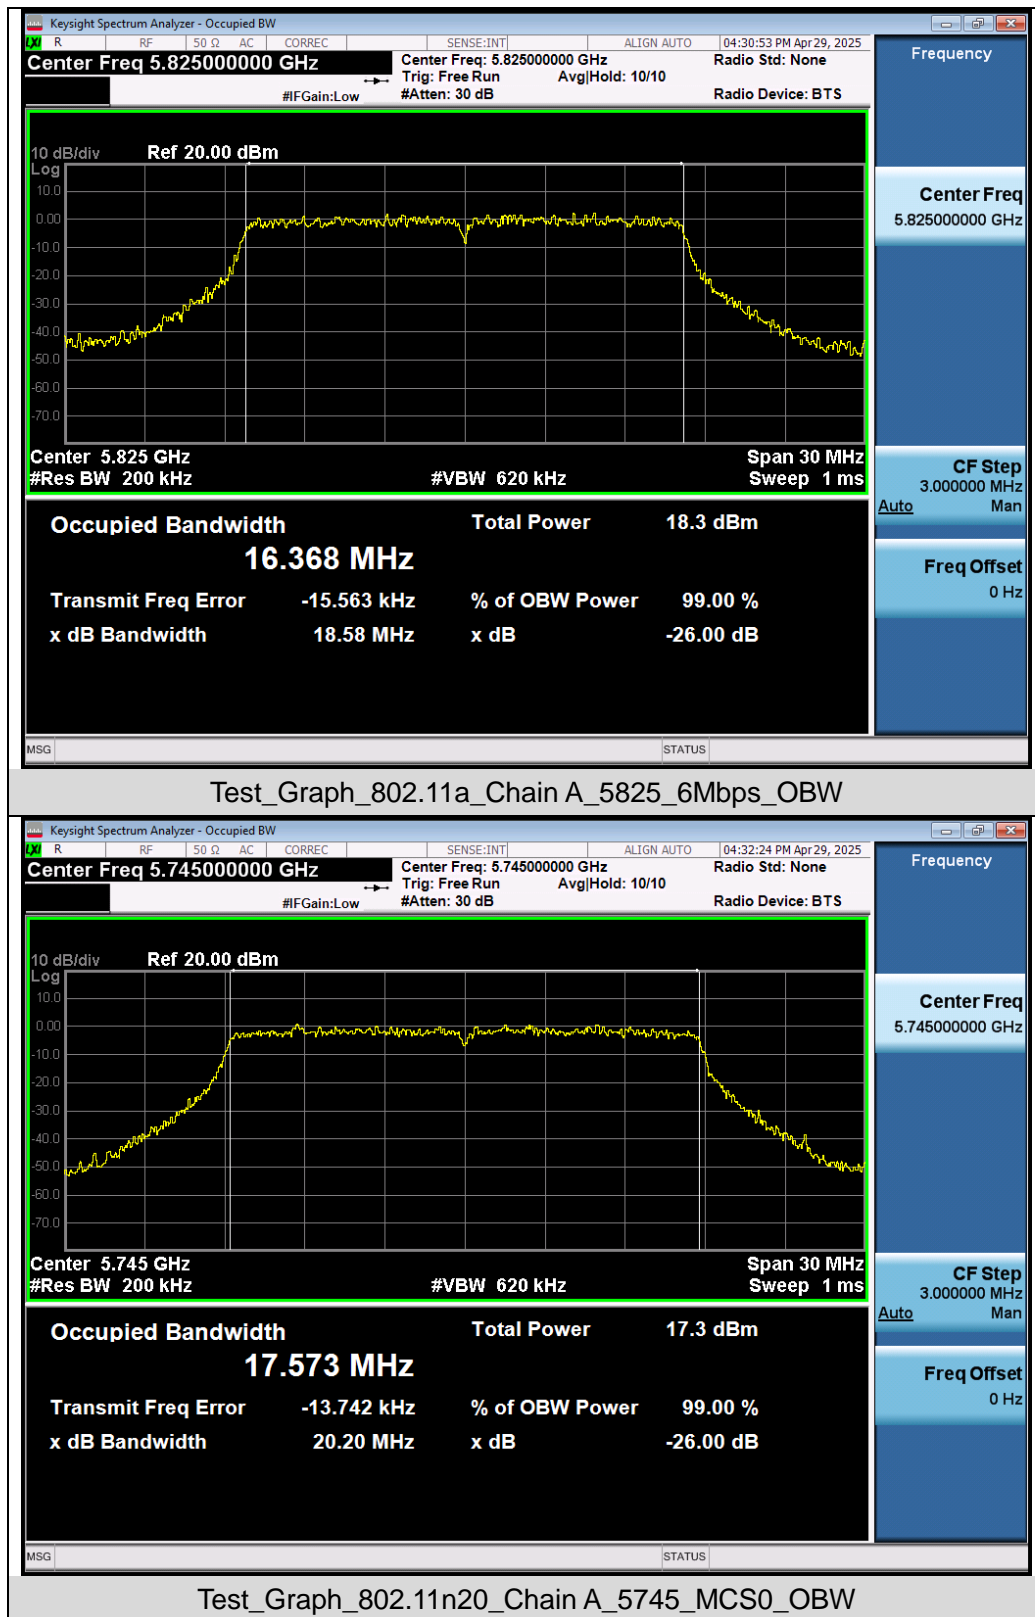 Keysight Spectrum Analyzer - Occupied BW
LXI R RF 50 Ω AC CORREC SENSE:INT ALIGN AUTO 04:30:53 PM Apr 29, 2025
Center Freq 5.825000000 GHz Center Freq: 5.825000000 GHz Radio Std: None
Trig: Free Run Avg|Hold: 10/10
#IFGain:Low #Atten: 30 dB Radio Device: BTS
Frequency
10 dB/div Ref 20.00 dBm
Log
10.0
0.00
-10.0
-20.0
-30.0
-40.0
-50.0
-60.0
-70.0
Center 5.825 GHz Span 30 MHz
#Res BW 200 kHz #VBW 620 kHz Sweep 1 ms
Center Freq
5.825000000 GHz
CF Step
3.000000 MHz
Auto Man
Freq Offset
0 Hz
Occupied Bandwidth Total Power 18.3 dBm
16.368 MHz
Transmit Freq Error -15.563 kHz % of OBW Power 99.00 %
x dB Bandwidth 18.58 MHz x dB -26.00 dB
MSG STATUS
Test_Graph_802.11a_Chain A_5825_6Mbps_OBW
Keysight Spectrum Analyzer - Occupied BW
LXI R RF 50 Ω AC CORREC SENSE:INT ALIGN AUTO 04:32:24 PM Apr 29, 2025
Center Freq 5.745000000 GHz Center Freq: 5.745000000 GHz Radio Std: None
Trig: Free Run Avg|Hold: 10/10
#IFGain:Low #Atten: 30 dB Radio Device: BTS
Frequency
10 dB/div Ref 20.00 dBm
Log
10.0
0.00
-10.0
-20.0
-30.0
-40.0
-50.0
-60.0
-70.0
Center 5.745 GHz Span 30 MHz
#Res BW 200 kHz #VBW 620 kHz Sweep 1 ms
Center Freq
5.745000000 GHz
CF Step
3.000000 MHz
Auto Man
Freq Offset
0 Hz
Occupied Bandwidth Total Power 17.3 dBm
17.573 MHz
Transmit Freq Error -13.742 kHz % of OBW Power 99.00 %
x dB Bandwidth 20.20 MHz x dB -26.00 dB
MSG STATUS
Test_Graph_802.11n20_Chain A_5745_MCS0_OBW